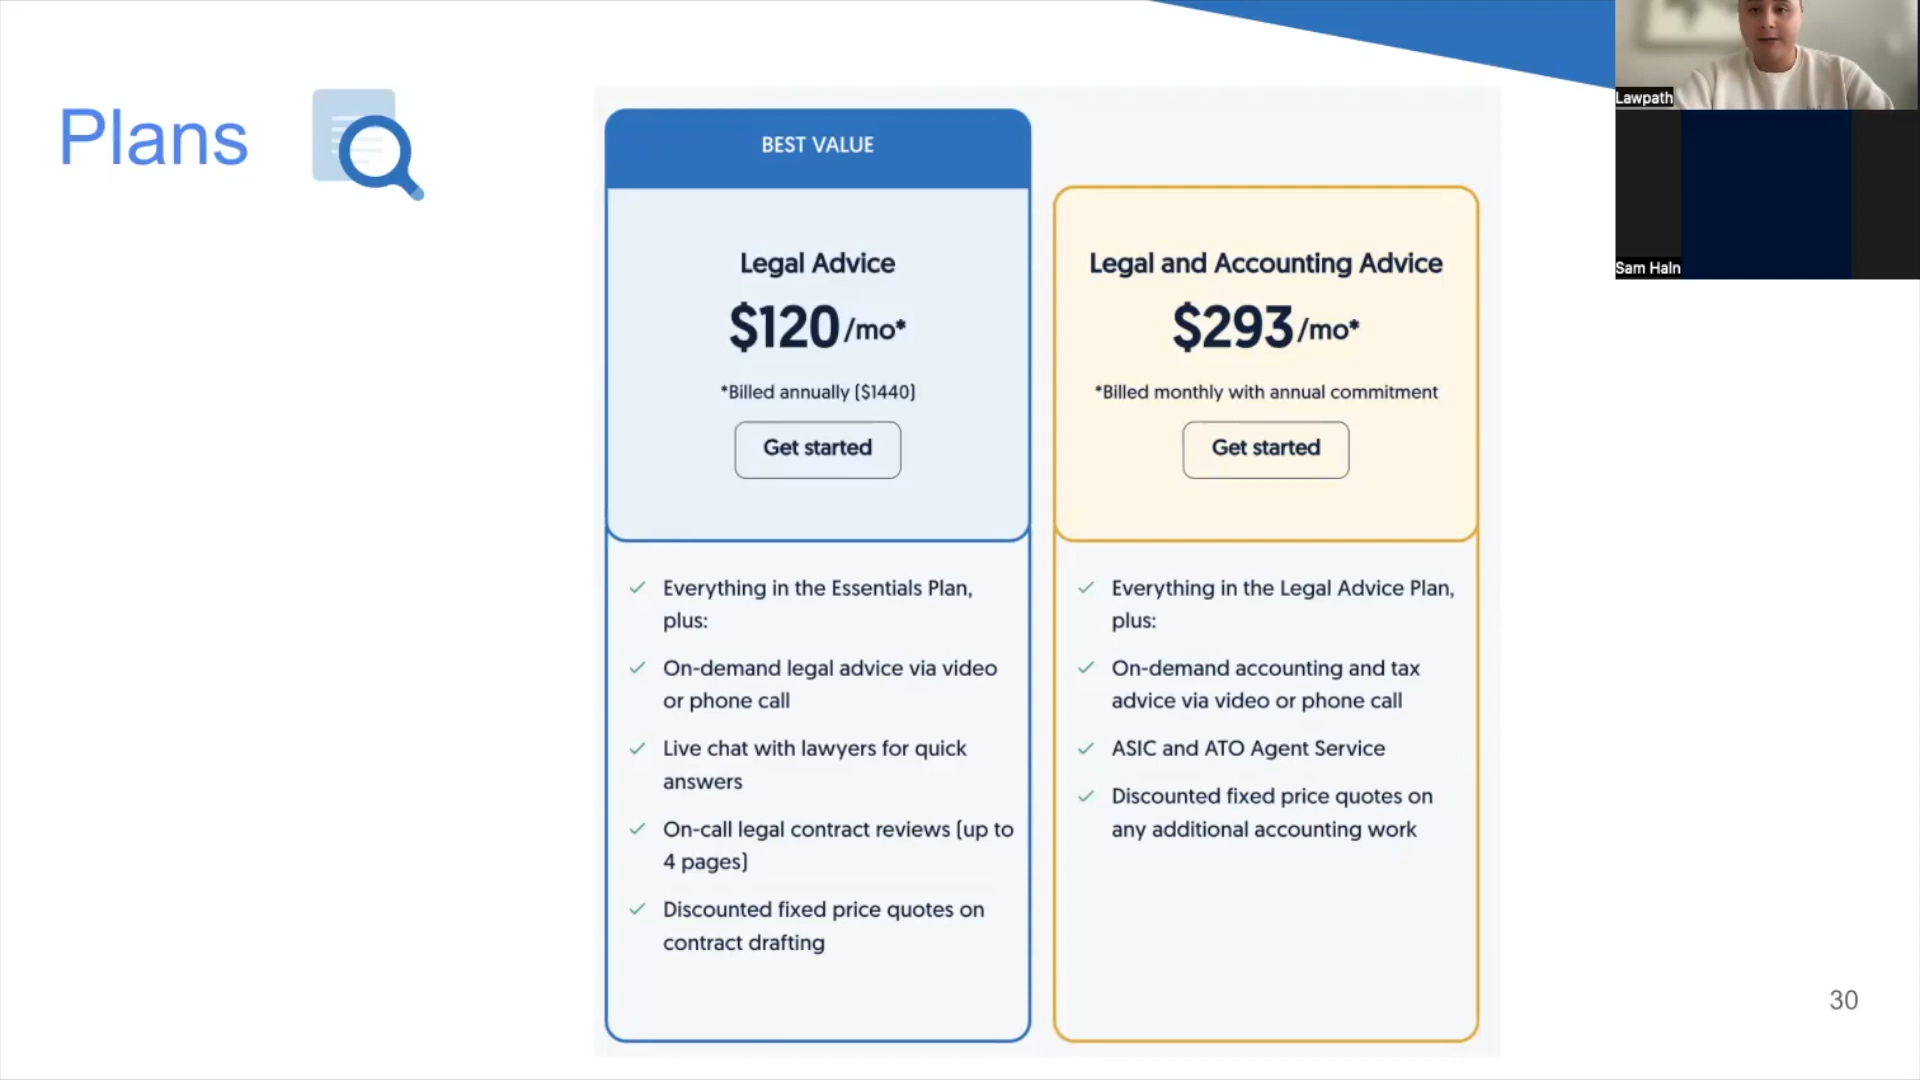 Plans
BEST VALUE
Legal Advice
$120/mo*
*Billed annually ($1440)
Get started
Everything in the Essentials Plan,
plus:
On-demand legal advice via video
or phone call
Live chat with lawyers for quick
answers
On-call legal contract reviews (up to
4 pages)
Discounted fixed price quotes on
contract drafting
Legal and Accounting Advice
$293/mo*
*Billed monthly with annual commitment
Get started
Everything in the Legal Advice Plan,
plus:
On-demand accounting and tax
advice via video or phone call
ASIC and ATO Agent Service
Discounted fixed price quotes on
any additional accounting work
Lawpath
Sam Haln
30